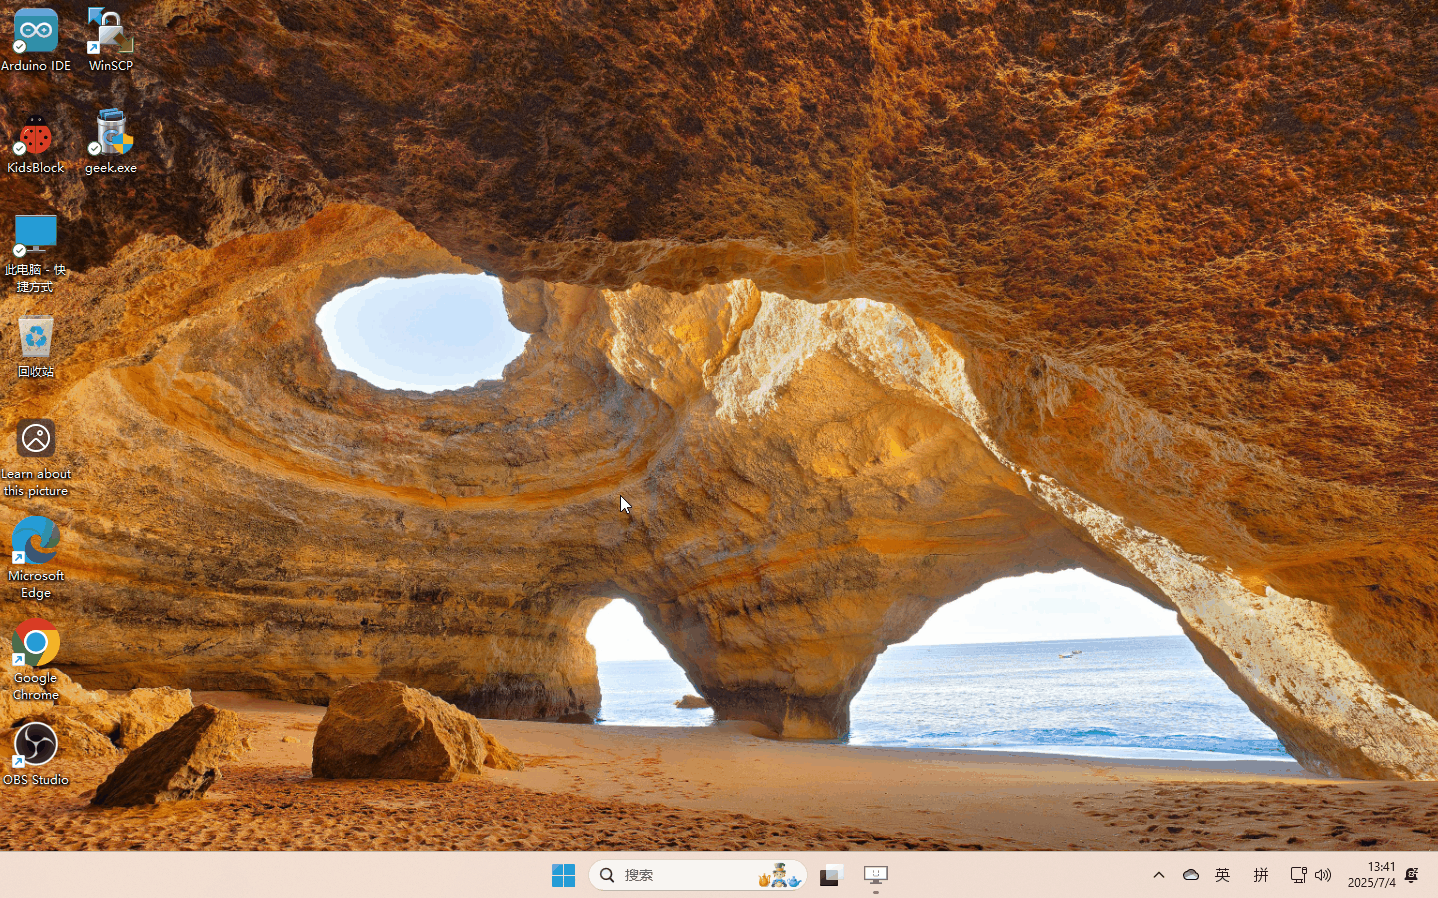 Arduino IDE
WinSCP
KidsBlock
geek.exe
此电脑 - 快
捷方式
回收站
Learn about
this picture
Microsoft
Edge
Google
Chrome
OBS Studio
搜索
英
拼
13:41
2025/7/4